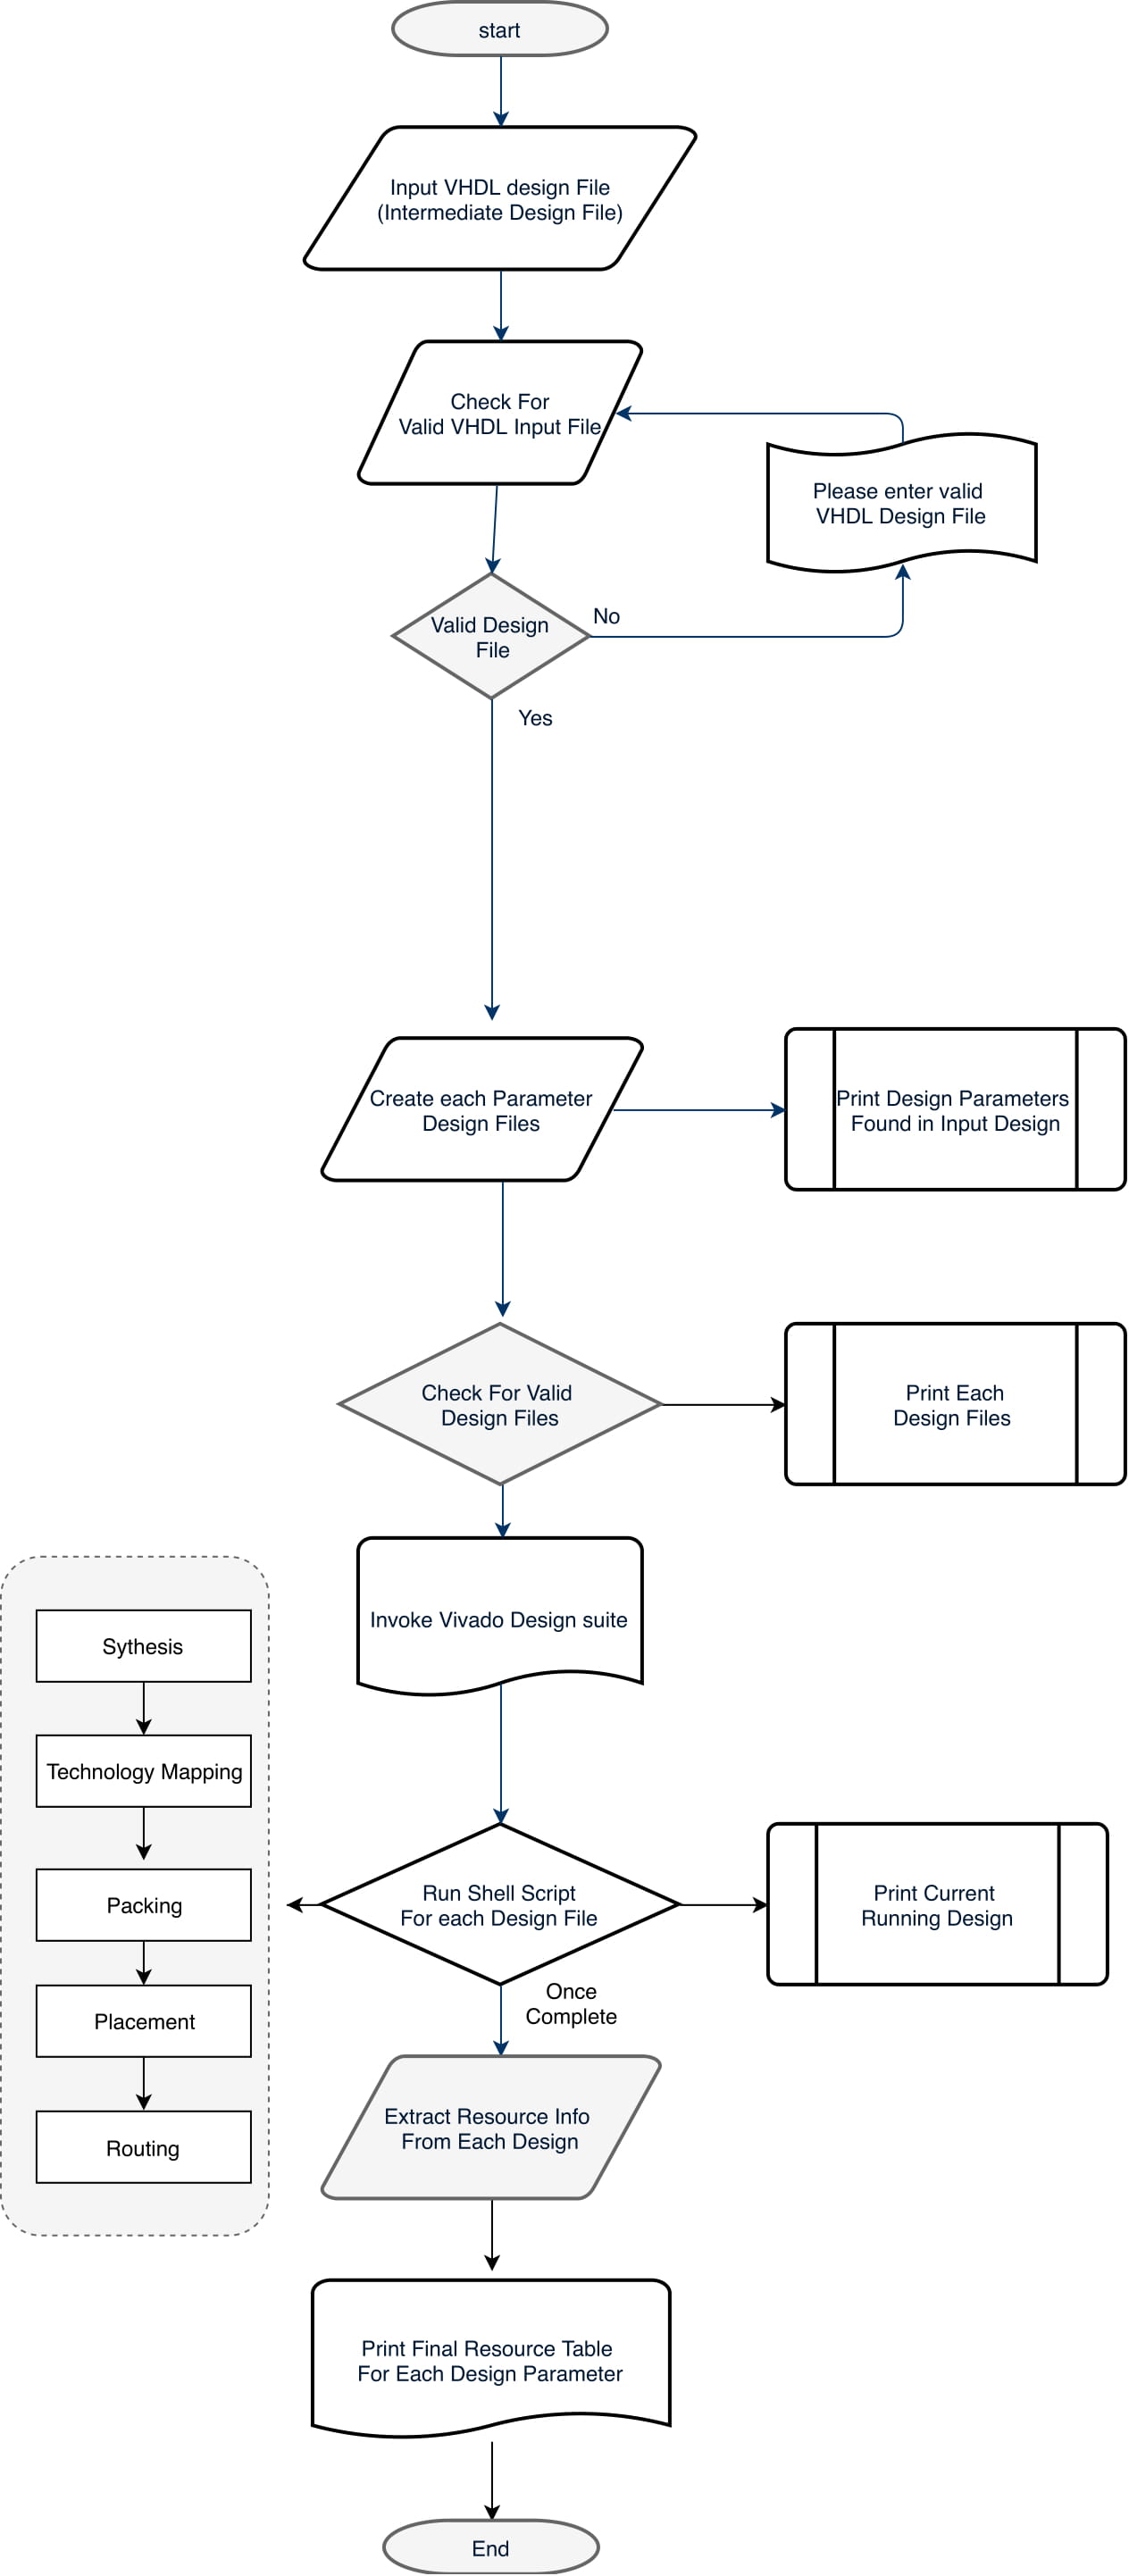 start
Input VHDL design File
(Intermediate Design File)
Check For
Valid VHDL Input File
Please enter valid
VHDL Design File
Valid Design
File
No
Yes
Create each Parameter
Design Files
Print Design Parameters
Found in Input Design
Check For Valid
Design Files
Print Each
Design Files
Invoke Vivado Design suite
Sythesis
Technology Mapping
Packing
Placement
Routing
Run Shell Script
For each Design File
Print Current
Running Design
Once
Complete
Extract Resource Info
From Each Design
Print Final Resource Table
For Each Design Parameter
End